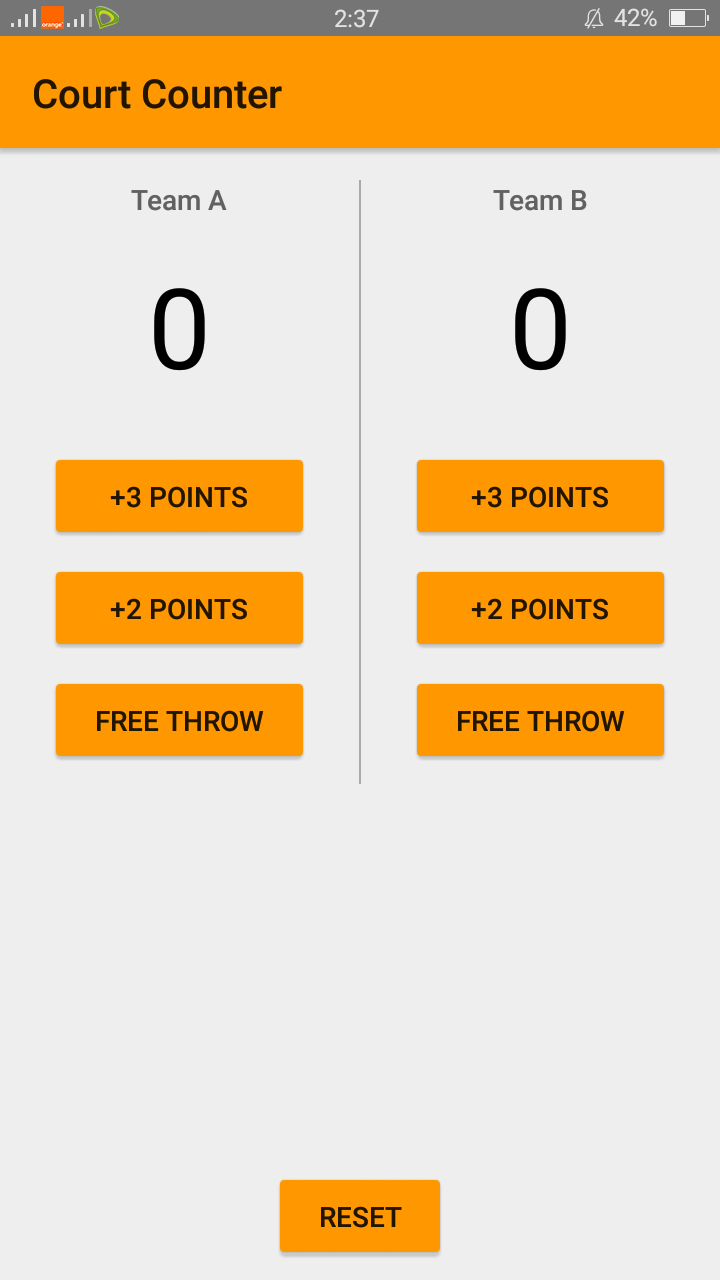 orange 2:37 42%
Court Counter
Team A Team B
0 0
+3 POINTS +3 POINTS
+2 POINTS +2 POINTS
FREE THROW FREE THROW
RESET